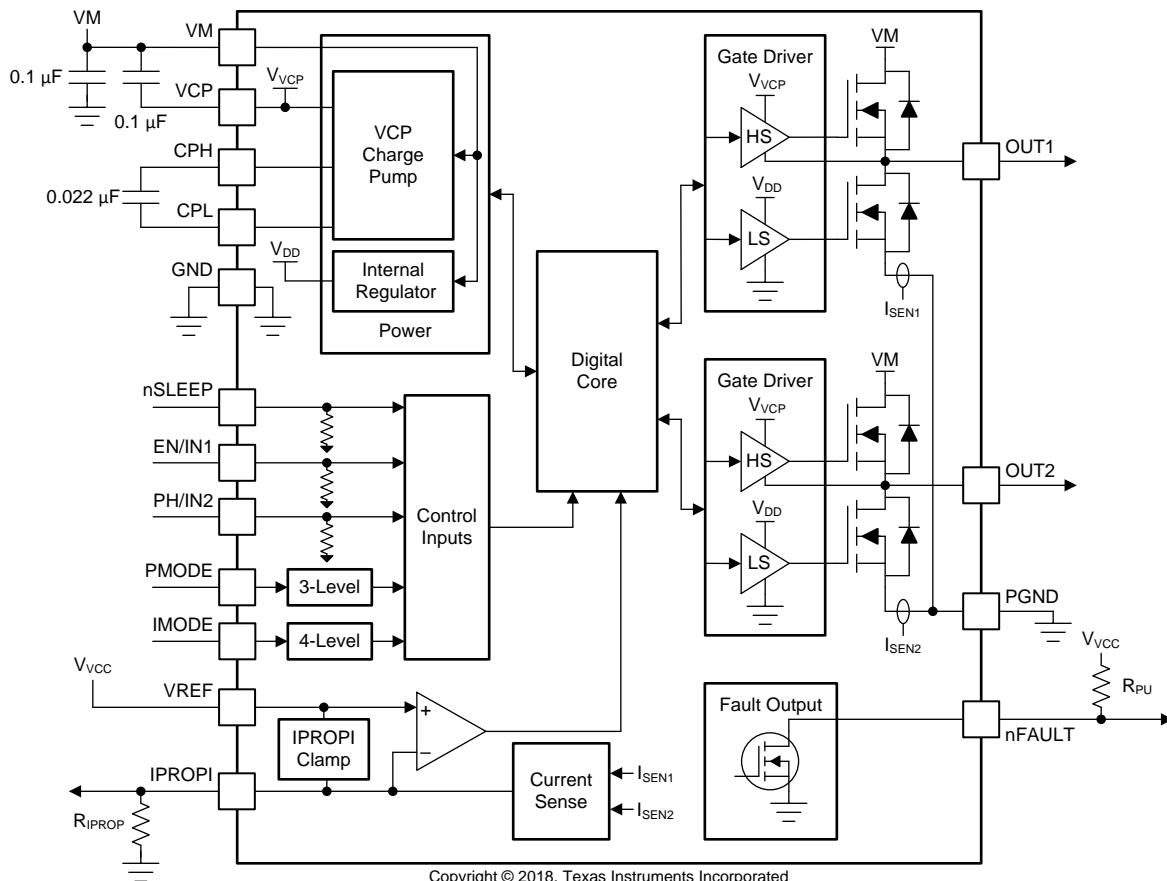 VM
VM
0.1 µF
VCP
0.1 µF
V_VCP
CPH
0.022 µF
CPL
VCP
Charge
Pump
GND
V_DD
Internal
Regulator
Power
nSLEEP
EN/IN1
PH/IN2
PMODE
3-Level
IMODE
4-Level
Control
Inputs
Digital
Core
V_VCC
VREF
IPROPI
Clamp
+
−
IPROPI
R_IPROP
Current
Sense
I_SEN1
I_SEN2
Gate Driver
V_VCP
HS
V_DD
LS
VM
OUT1
I_SEN1
Gate Driver
V_VCP
HS
V_DD
LS
VM
OUT2
I_SEN2
PGND
V_VCC
R_PU
Fault Output
nFAULT
Copyright © 2018, Texas Instruments Incorporated